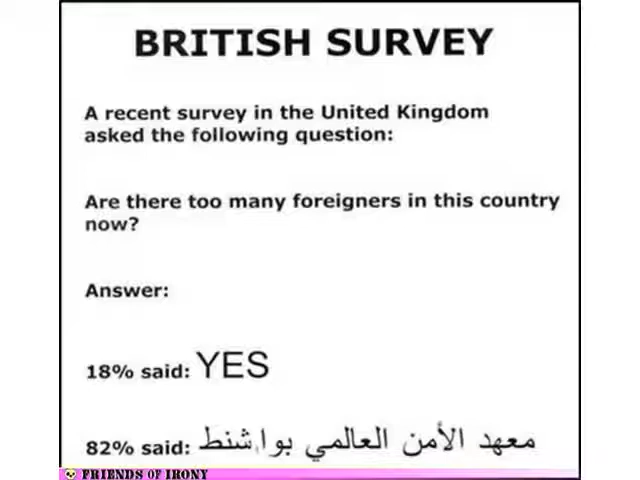 BRITISH SURVEY
A recent survey in the United Kingdom
asked the following question:
Are there too many foreigners in this country
now?
Answer:
18% said: YES
82% said: معهد الأمن العالمي بواشنط
FRIENDS OF IRONY